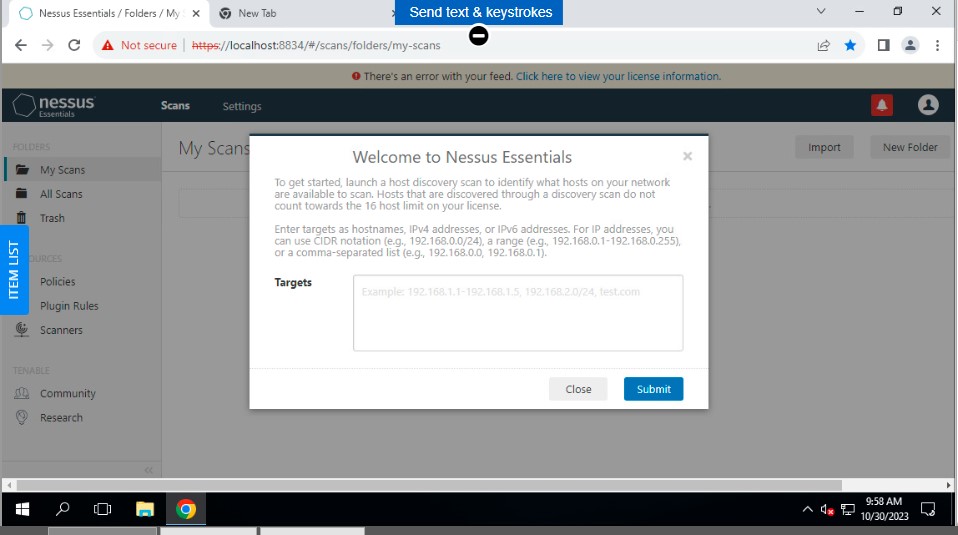 Nessus Essentials / Folders / My
New Tab
Send text & keystrokes
Not secure
https://localhost:8834/#/scans/folders/my-scans
There's an error with your feed. Click here to view your license information.
nessus
Essentials
Scans
Settings
FOLDERS
My Scans
All Scans
Trash
ITEM LIST
Policies
Plugin Rules
Scanners
TENABLE
Community
Research
My Scans
Import
New Folder
Welcome to Nessus Essentials
To get started, launch a host discovery scan to identify what hosts on your network
are available to scan. Hosts that are discovered through a discovery scan do not
count towards the 16 host limit on your license.
Enter targets as hostnames, IPv4 addresses, or IPv6 addresses. For IP addresses, you
can use CIDR notation (e.g., 192.168.0.0/24), a range (e.g., 192.168.0.1-192.168.0.255),
or a comma-separated list (e.g., 192.168.0.0, 192.168.0.1).
Targets
Example: 192.168.1.1-192.168.1.5, 192.168.2.0/24, test.com
Close
Submit
9:58 AM
10/30/2023